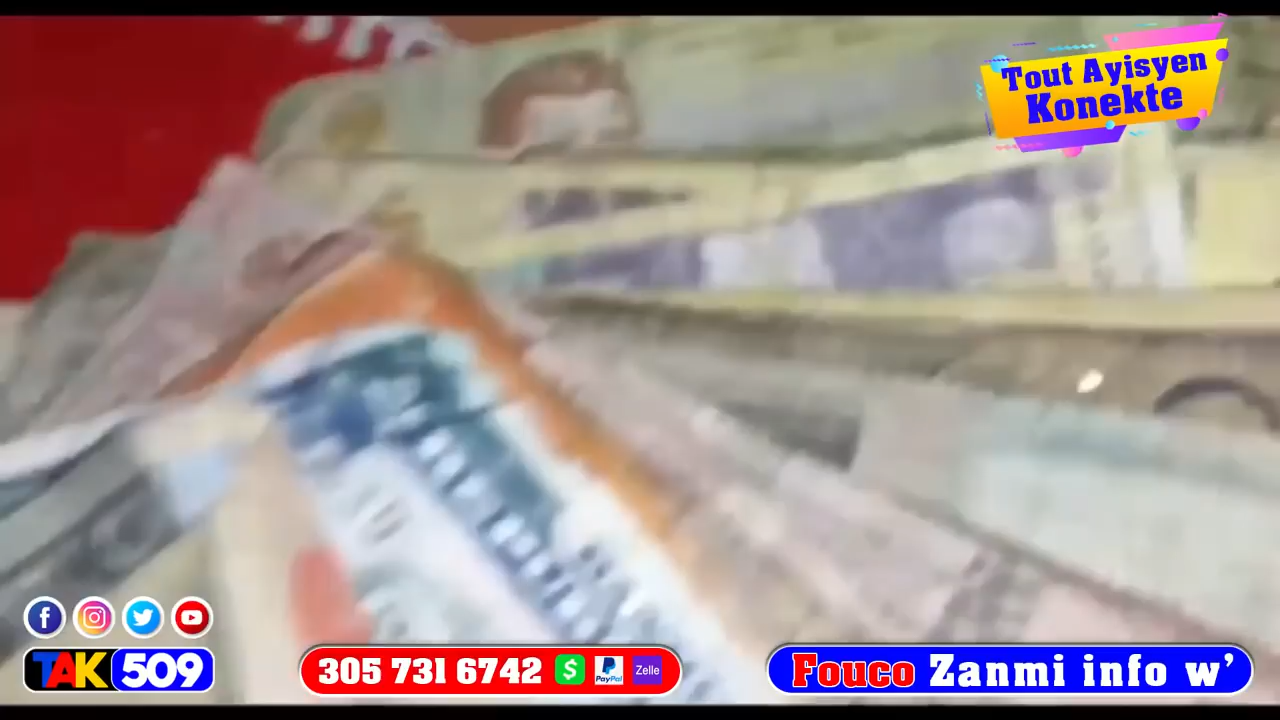 Tout Ayisyen
Konekte
f
TAK 509
305 731 6742 $ PayPal Zelle
Fouco Zanmi info w’